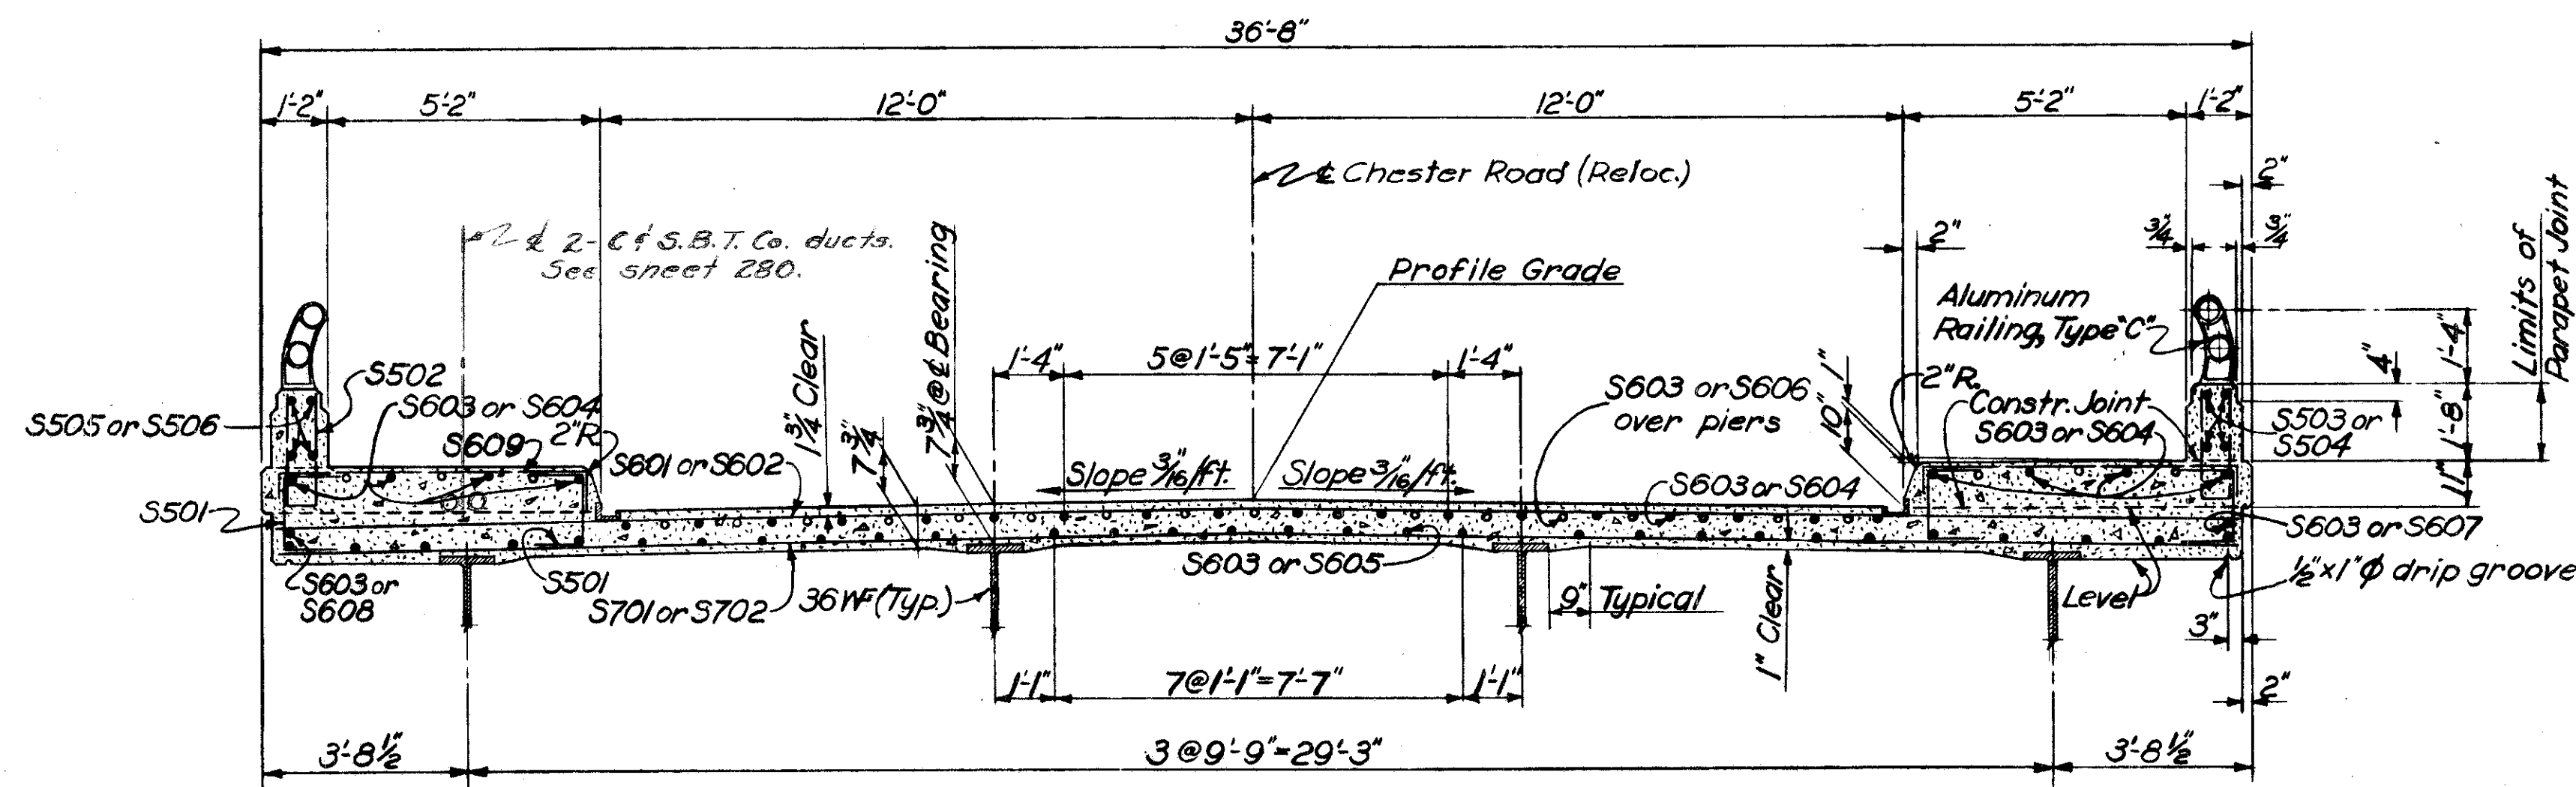 36'-8"
1'-2"
5'-2"
12'-0"
12'-0"
5'-2"
1'-2"
℄ Chester Road (Reloc.)
2"
℄ 2-C & S.B.T. Co. ducts.
See sheet 280.
2"
3/4"
3/4"
Limits of
Parapet Joint
Profile Grade
Aluminum
Railing, Type "C"
1 3/4" Clear
7 3/4"
7 3/4" @ ℄ Bearing
1'-4"
5@1'-5"=7'-1"
1'-4"
1"
10"
2"R.
4"
1'-4"
S502
S603 or S604
S505 or S506
S609
2"R.
S601 or S602
S603 or S606
over piers
Constr. Joint
S603 or S604
S503 or
S504
1'-8"
11"
Slope 3/16"/ft.
Slope 3/16"/ft.
S603 or S604
S501
S603 or S607
S603 or
S608
S501
S701 or S702
36WF (Typ.)
S603 or S605
9" Typical
1" Clear
Level
1/2"x1"ϕ drip groove
3"
1'-1"
7@1'-1"=7'-7"
1'-1"
2"
3'-8 1/2"
3@9'-9"=29'-3"
3'-8 1/2"